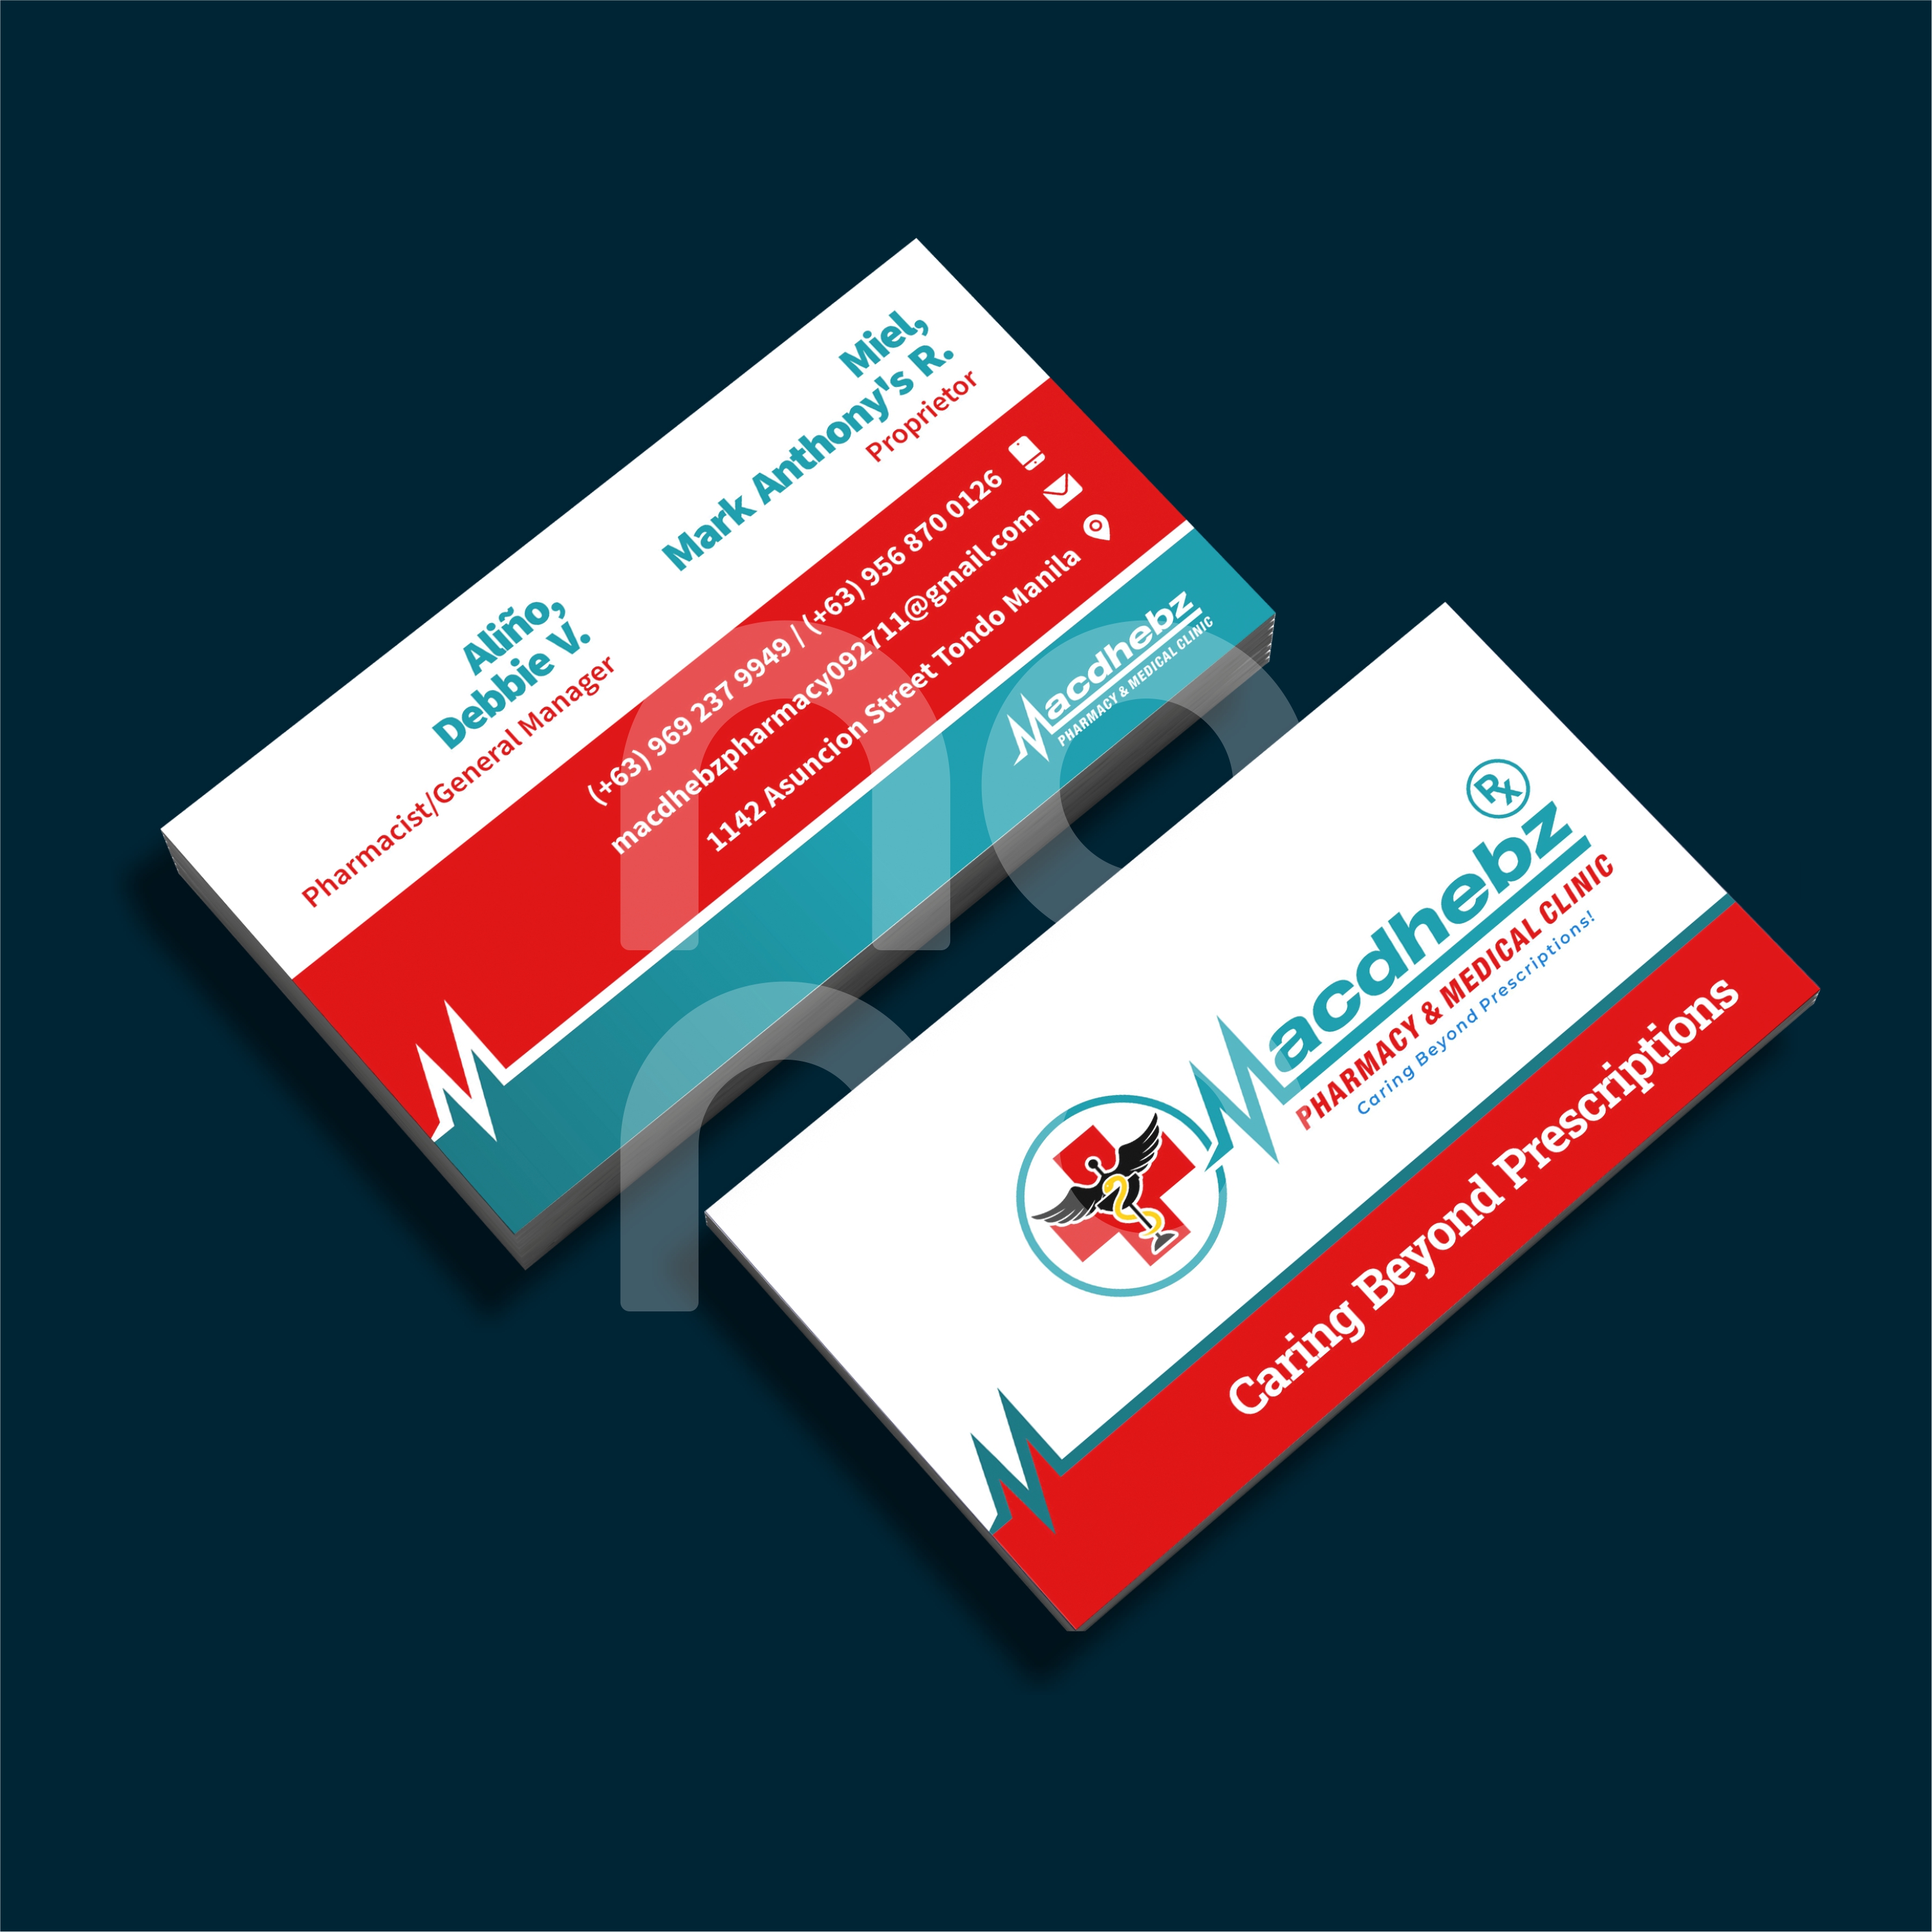 Miel,
Mark Anthony's R.
Proprietor
Aliño,
Debbie V.
Pharmacist/General Manager
(+63) 969 237 9949 / (+63) 956 870 0126
macdhebzpharmacy092711@gmail.com
1142 Asuncion Street Tondo Manila
Macdhebz
PHARMACY & MEDICAL CLINIC
Rx
Macdhebz
PHARMACY & MEDICAL CLINIC
Caring Beyond Prescriptions!
Caring Beyond Prescriptions